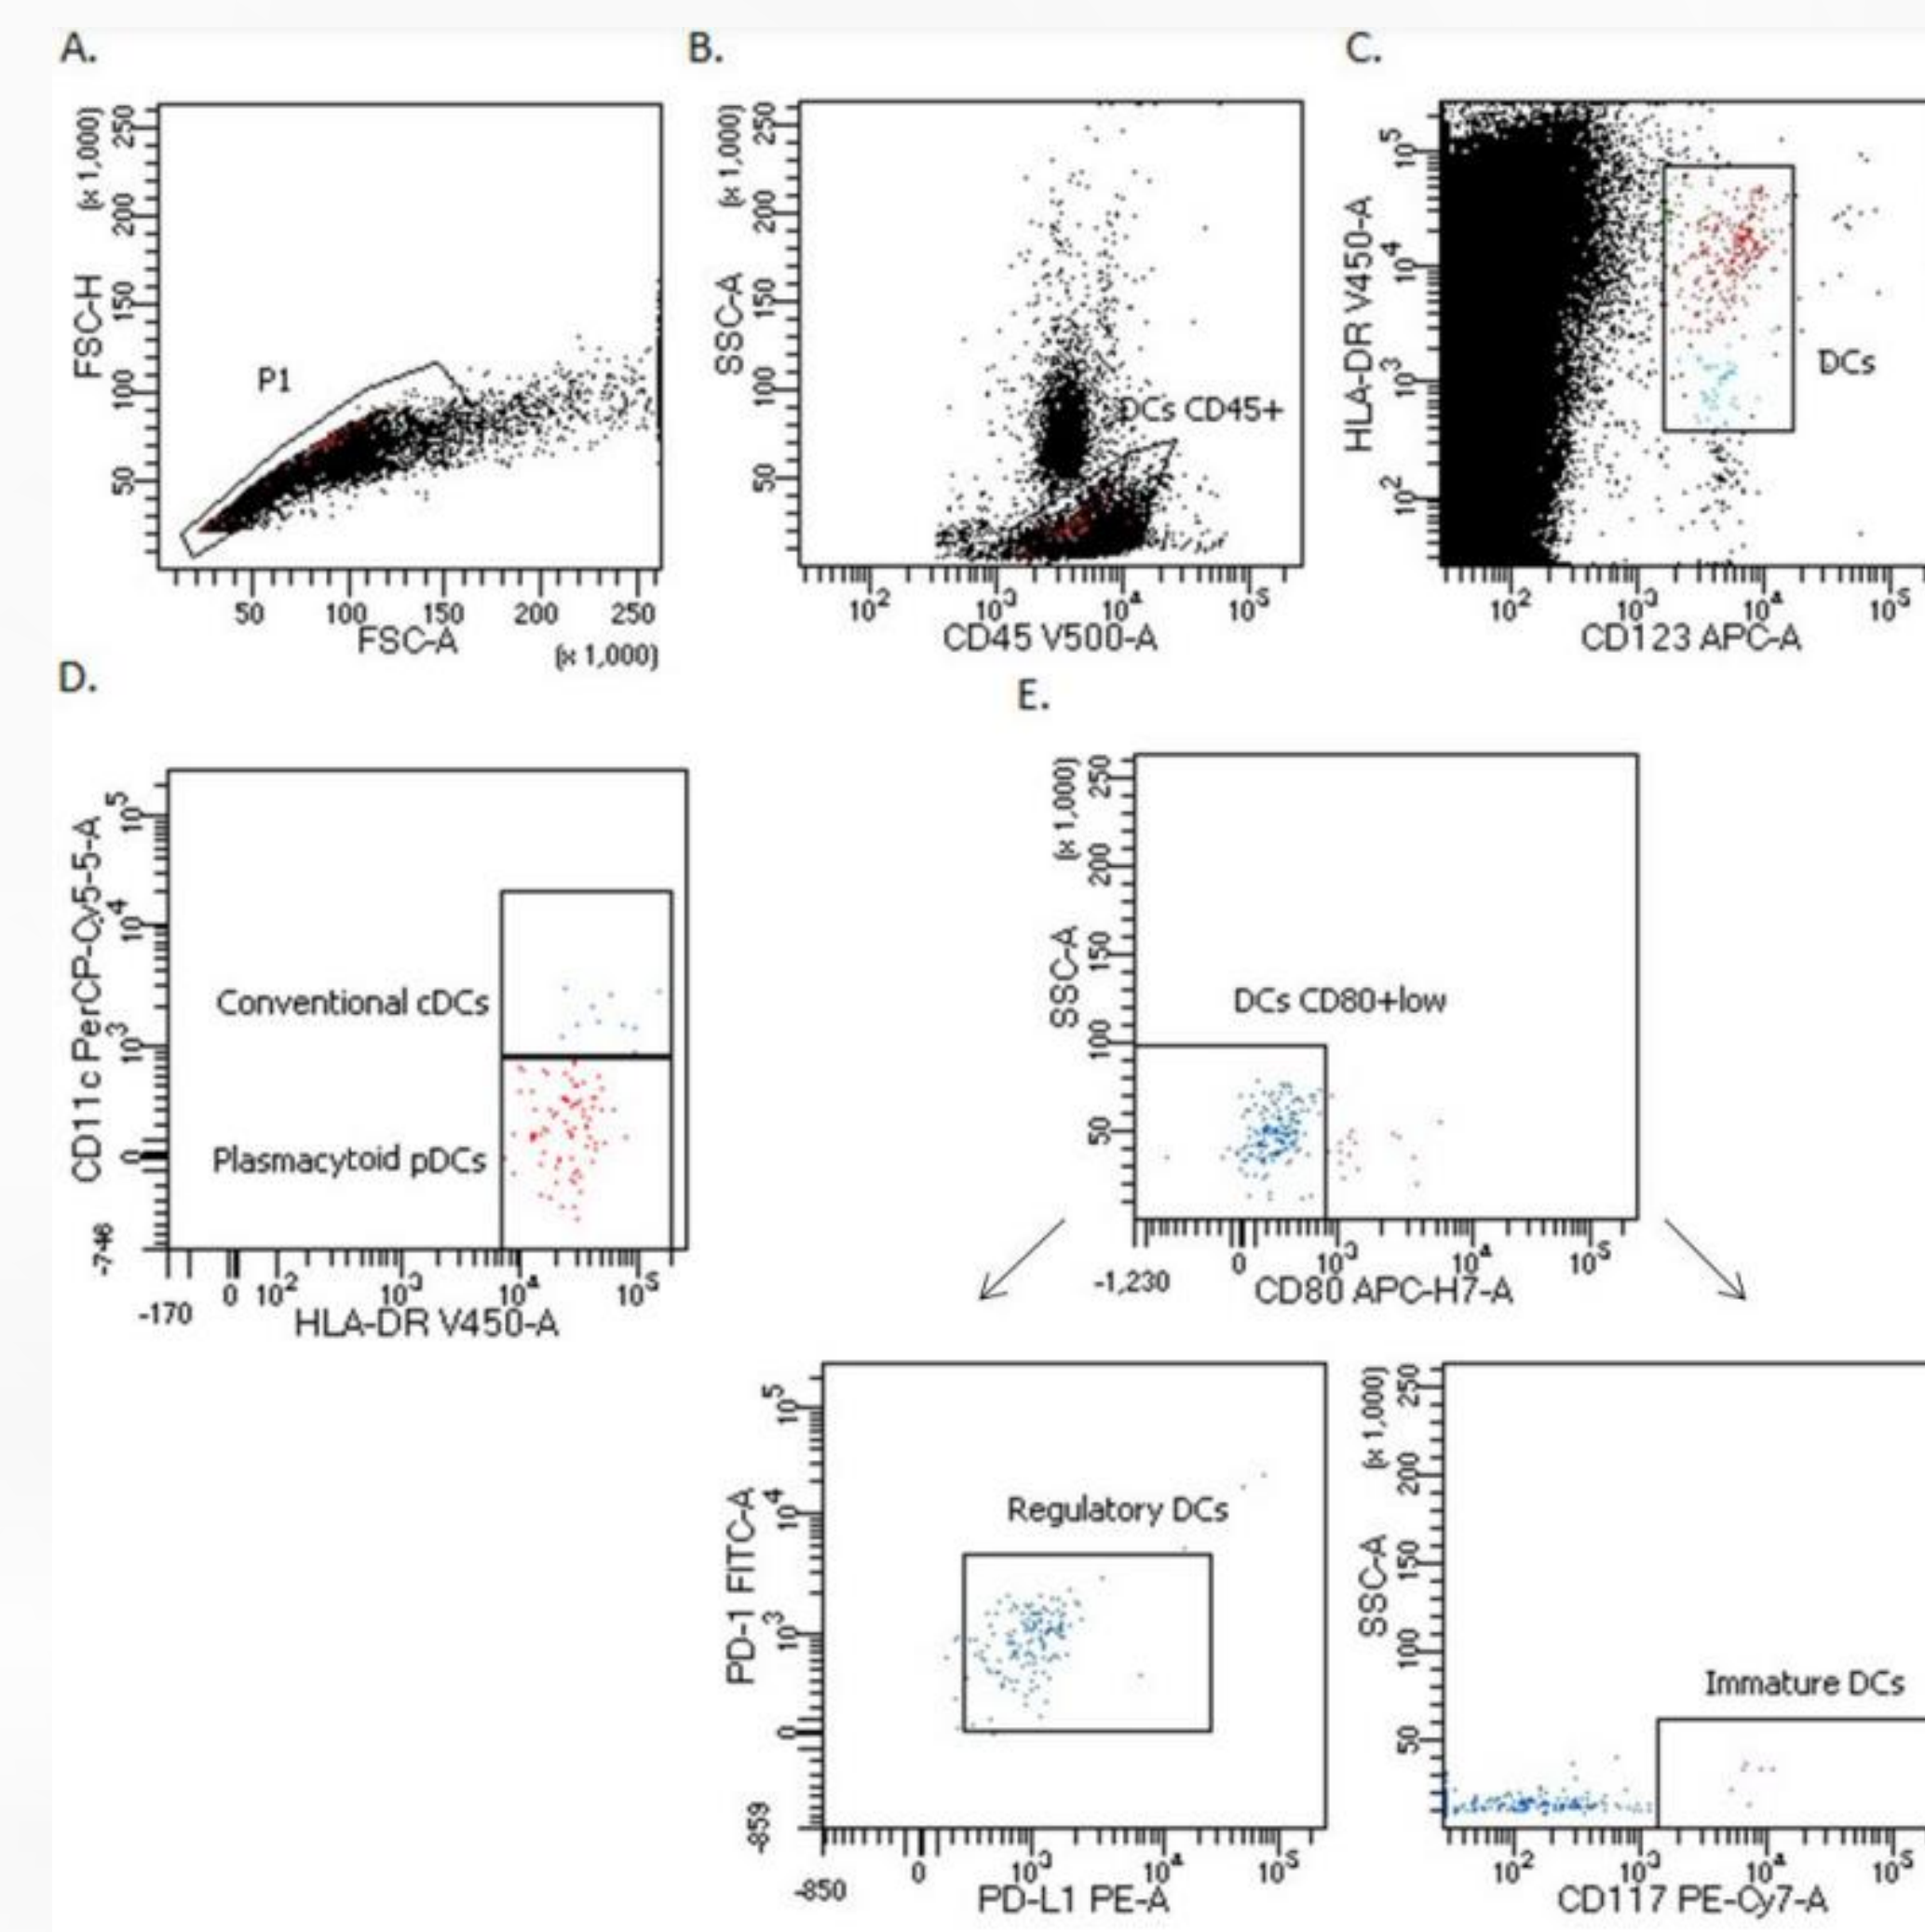 A.
(x 1,000)
FSC-H
50 100 150 200 250
P1
50 100 150 200 250
FSC-A
(x 1,000)
B.
(x 1,000)
SSC-A
50 100 150 200 250
DCs CD45+
10² 10³ 10⁴ 10⁵
CD45 V500-A
C.
HLA-DR V450-A
10² 10³ 10⁴ 10⁵
DCs
10² 10³ 10⁴ 10⁵
CD123 APC-A
D.
CD11c PerCP-Cy5-5-A
-746 0 10³ 10⁴ 10⁵
Conventional cDCs
Plasmacytoid pDCs
-170 0 10² 10³ 10⁴ 10⁵
HLA-DR V450-A
E.
(x 1,000)
SSC-A
50 100 150 200 250
DCs CD80+low
-1,230 0 10³ 10⁴ 10⁵
CD80 APC-H7-A
PD-1 FITC-A
-859 0 10³ 10⁴ 10⁵
Regulatory DCs
-850 0 10³ 10⁴ 10⁵
PD-L1 PE-A
(x 1,000)
SSC-A
50 100 150 200 250
Immature DCs
10² 10³ 10⁴ 10⁵
CD117 PE-Cy7-A